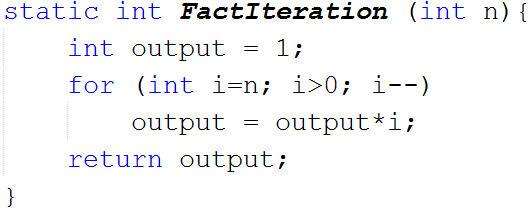 static int FactIteration (int n){
    int output = 1;
    for (int i=n; i>0; i--)
        output = output*i;
    return output;
}